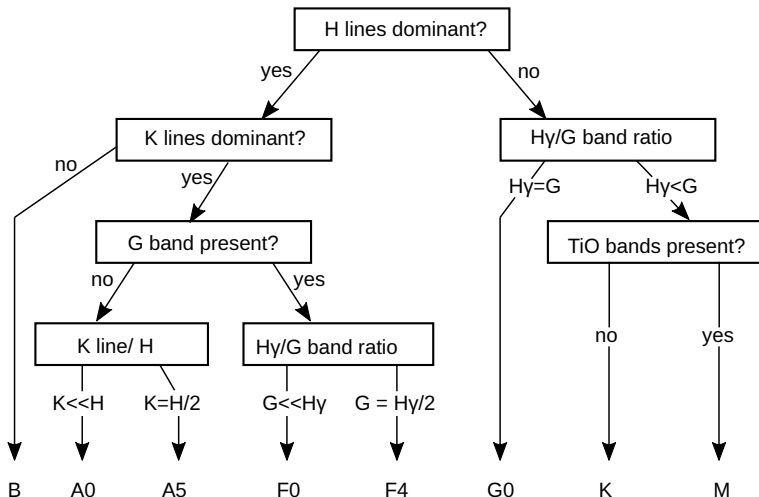 H lines dominant?
yes
no
K lines dominant?
Hγ/G band ratio
no
yes
Hγ=G
Hγ<G
G band present?
TiO bands present?
no
yes
K line/ H
Hγ/G band ratio
no
yes
K<<H
K=H/2
G<<Hγ
G = Hγ/2
B
A0
A5
F0
F4
G0
K
M